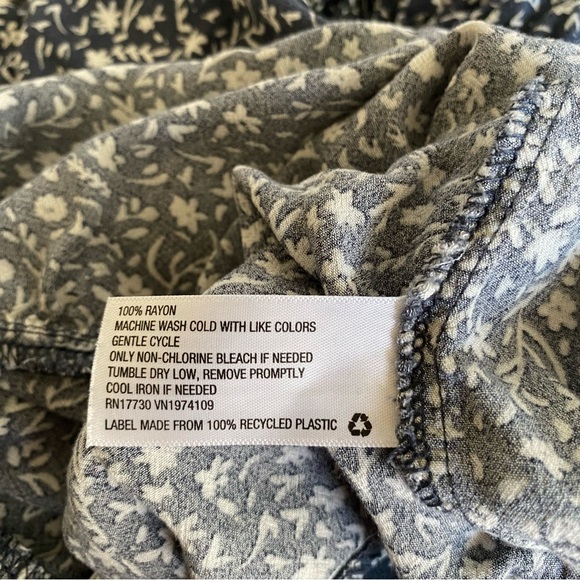 100% RAYON
MACHINE WASH COLD WITH LIKE COLORS
GENTLE CYCLE
ONLY NON-CHLORINE BLEACH IF NEEDED
TUMBLE DRY LOW, REMOVE PROMPTLY
COOL IRON IF NEEDED
RN17730 VN1974109
LABEL MADE FROM 100% RECYCLED PLASTIC